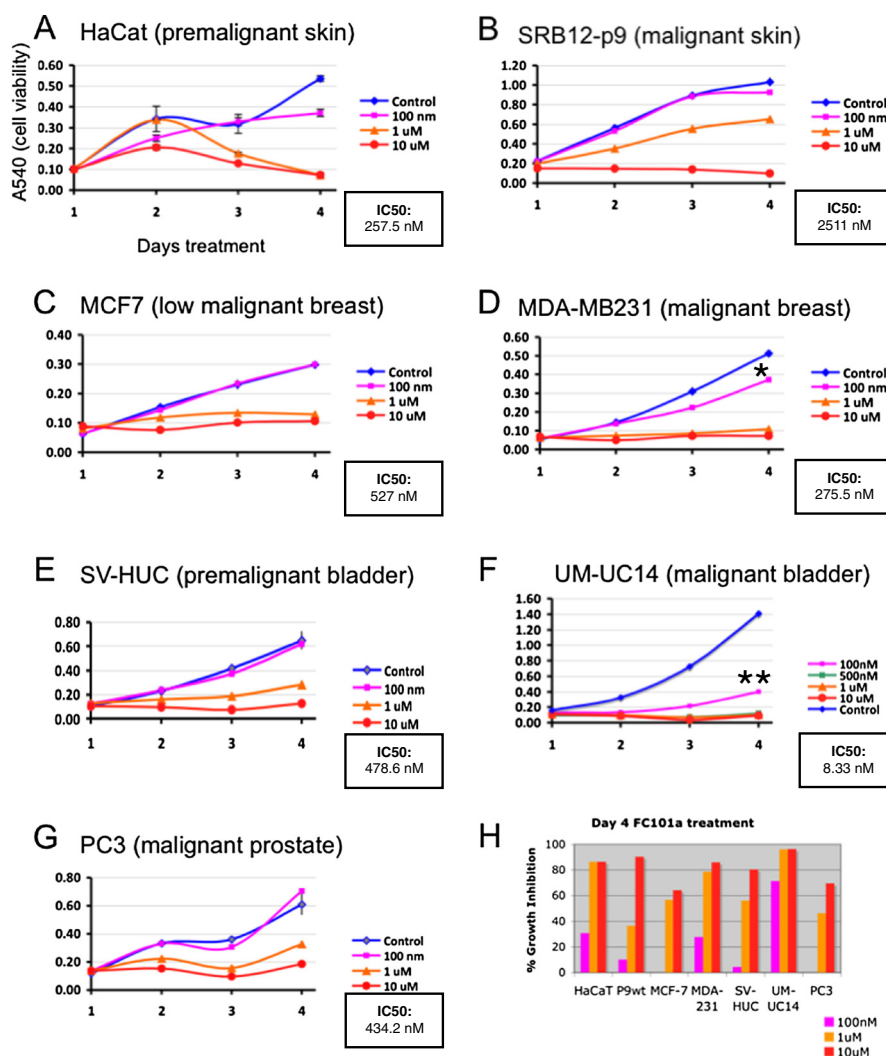 A HaCat (premalignant skin)
A540 (cell viability)
0.60
0.50
0.40
0.30
0.20
0.10
0.00
1 2 3 4
Days treatment
Control
100 nm
1 uM
10 uM
IC50:
257.5 nM
B SRB12-p9 (malignant skin)
1.20
1.00
0.80
0.60
0.40
0.20
0.00
1 2 3 4
Control
100 nm
1 uM
10 uM
IC50:
2511 nM
C MCF7 (low malignant breast)
0.40
0.30
0.20
0.10
0.00
1 2 3 4
Control
100 nm
1 uM
10 uM
IC50:
527 nM
D MDA-MB231 (malignant breast)
0.60
0.50
0.40
0.30
0.20
0.10
0.00
1 2 3 4
*
Control
100 nm
1 uM
10 uM
IC50:
275.5 nM
E SV-HUC (premalignant bladder)
0.80
0.60
0.40
0.20
0.00
1 2 3 4
Control
100 nm
1 uM
10 uM
IC50:
478.6 nM
F UM-UC14 (malignant bladder)
1.60
1.40
1.20
1.00
0.80
0.60
0.40
0.20
0.00
1 2 3 4
**
100nM
500nM
1 uM
10 uM
Control
IC50:
8.33 nM
G PC3 (malignant prostate)
0.80
0.60
0.40
0.20
0.00
1 2 3 4
Control
100 nm
1 uM
10 uM
IC50:
434.2 nM
H
Day 4 FC101a treatment
% Growth Inhibition
100
80
60
40
20
0
HaCaT P9wt MCF-7 MDA-231 SV-HUC UM-UC14 PC3
100nM
1uM
10uM